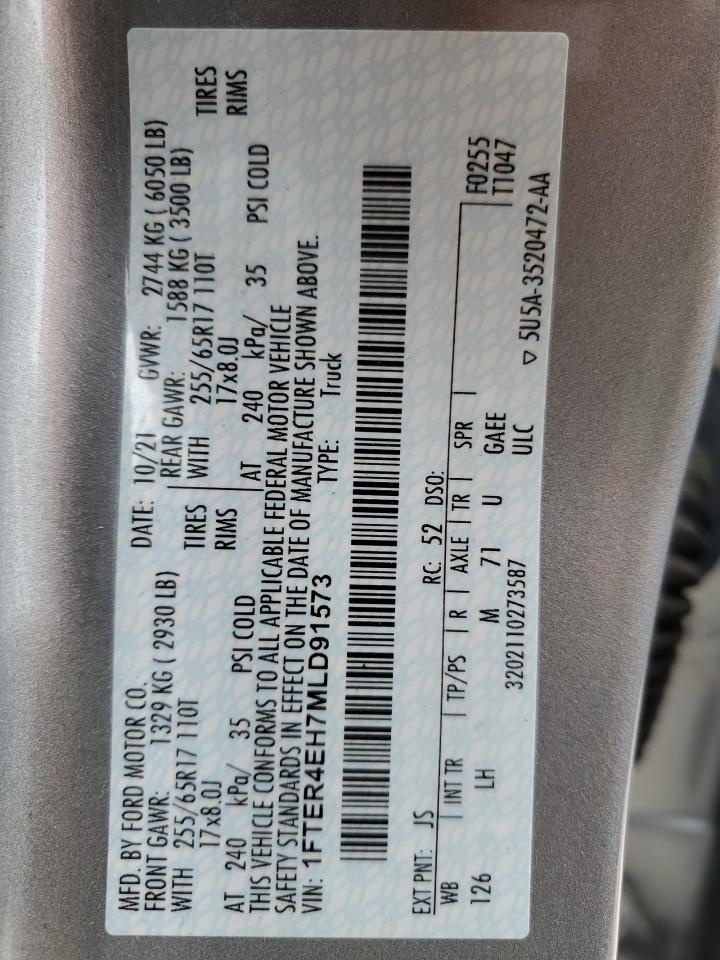 MFD. BY FORD MOTOR CO. DATE: 10/21 GVWR: 2744 KG ( 6050 LB)
FRONT GAWR: 1329 KG ( 2930 LB) REAR GAWR: 1588 KG ( 3500 LB)
WITH 255/65R17 110T TIRES WITH 255/65R17 110T TIRES
17x8.0J RIMS 17x8.0J RIMS
AT 240 kPa/ 35 PSI COLD AT 240 kPa/ 35 PSI COLD
THIS VEHICLE CONFORMS TO ALL APPLICABLE FEDERAL MOTOR VEHICLE
SAFETY STANDARDS IN EFFECT ON THE DATE OF MANUFACTURE SHOWN ABOVE.
VIN: 1FTER4EH7MLD91573 TYPE: Truck
EXT PNT: JS RC: 52 DSO: F0255
WB INT TR TP/PS R AXLE TR SPR T1047
126 LH M 71 U GAEE
3202110273587 ULC ▽ 5U5A-3520472-AA